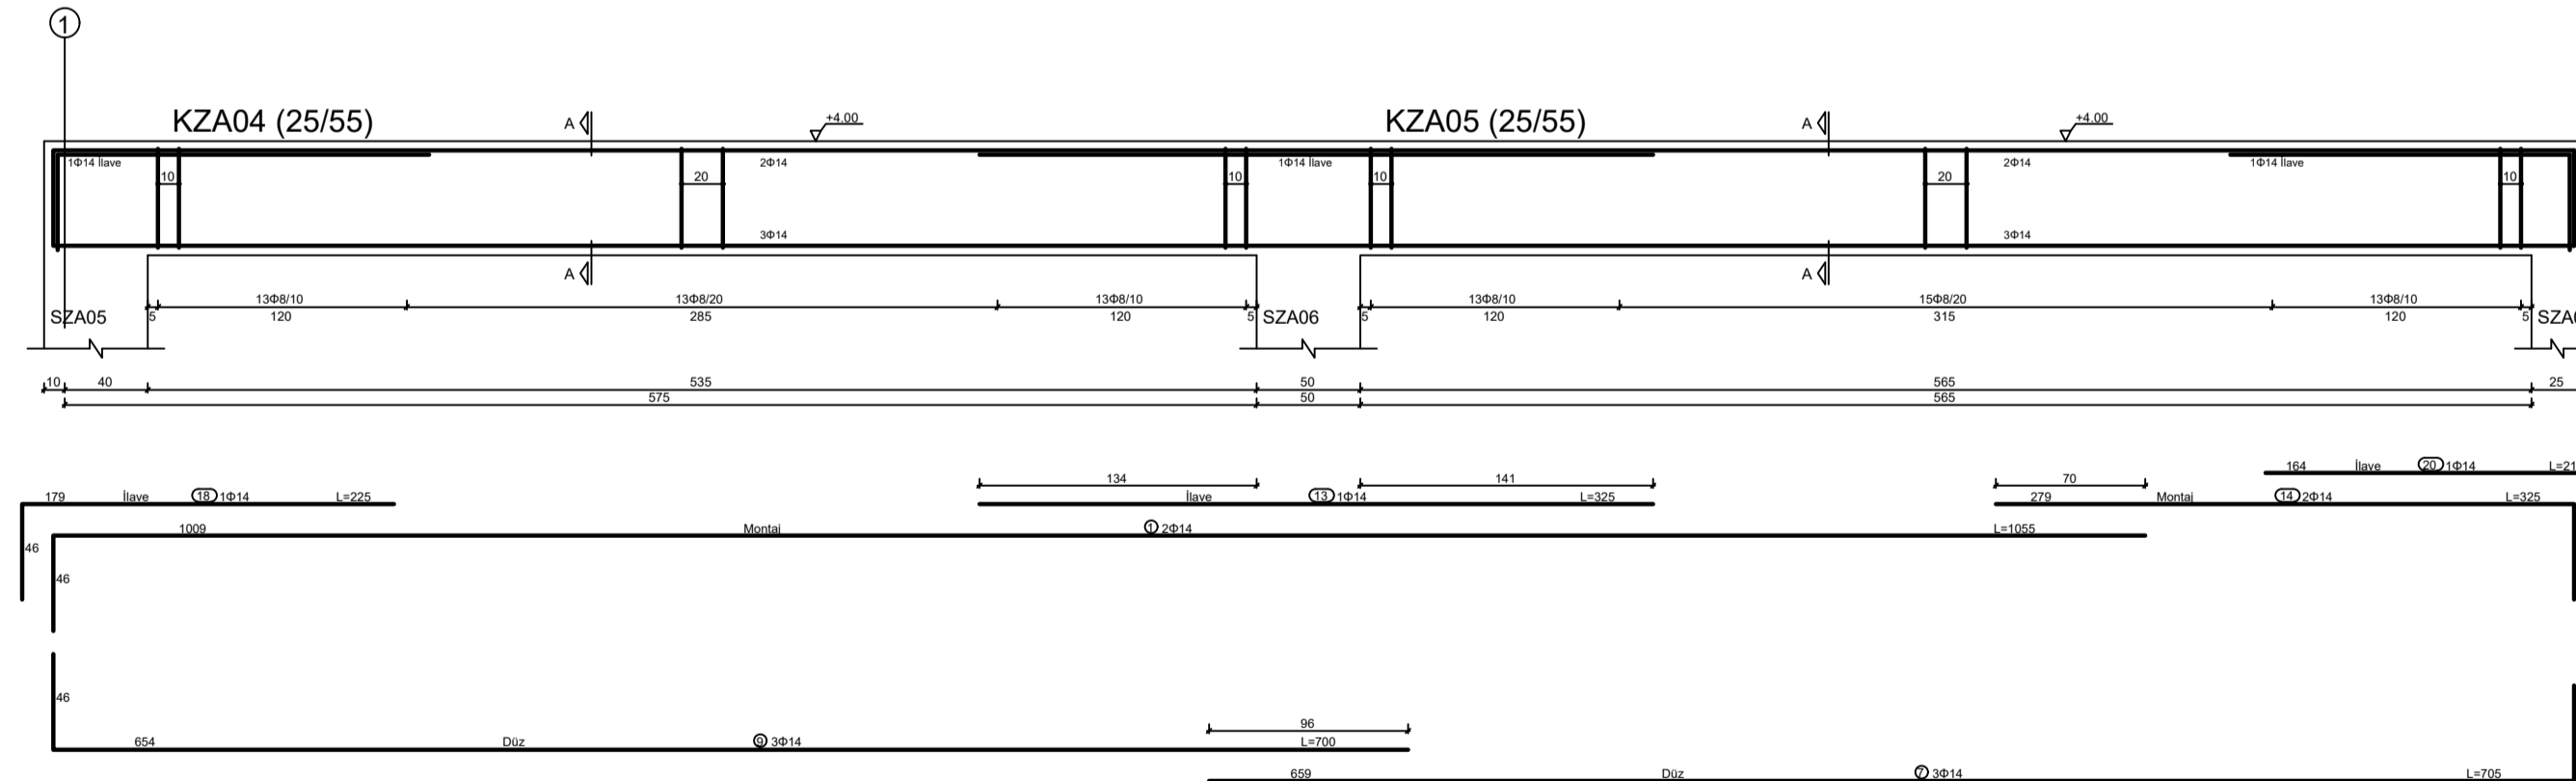 1
KZA04 (25/55) A +4.00 KZA05 (25/55) A +4.00
1Φ14 İlave 2Φ14 1Φ14 İlave 2Φ14 1Φ14 İlave
10 20 10 10 20 10
3Φ14 3Φ14
A A
13Φ8/10 13Φ8/20 13Φ8/10 13Φ8/10 15Φ8/20 13Φ8/10
SZA05 5 120 285 120 5 SZA06 5 120 315 120 5
10 40 535 50 565 25
575 50 565
134 141 70 164 İlave 20 1Φ14
179 İlave 18 1Φ14 L=225 İlave 13 1Φ14 L=325 279 Montaj 14 2Φ14 L=325
1009 Montaj 1 2Φ14 L=1055
46
46
46
96
654 Düz 9 3Φ14 L=700
659 Düz 7 3Φ14 L=705